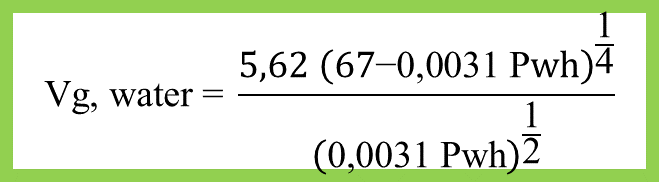 Vg, water = 5,62 (67−0,0031 Pwh)^1/4
(0,0031 Pwh)^1/2